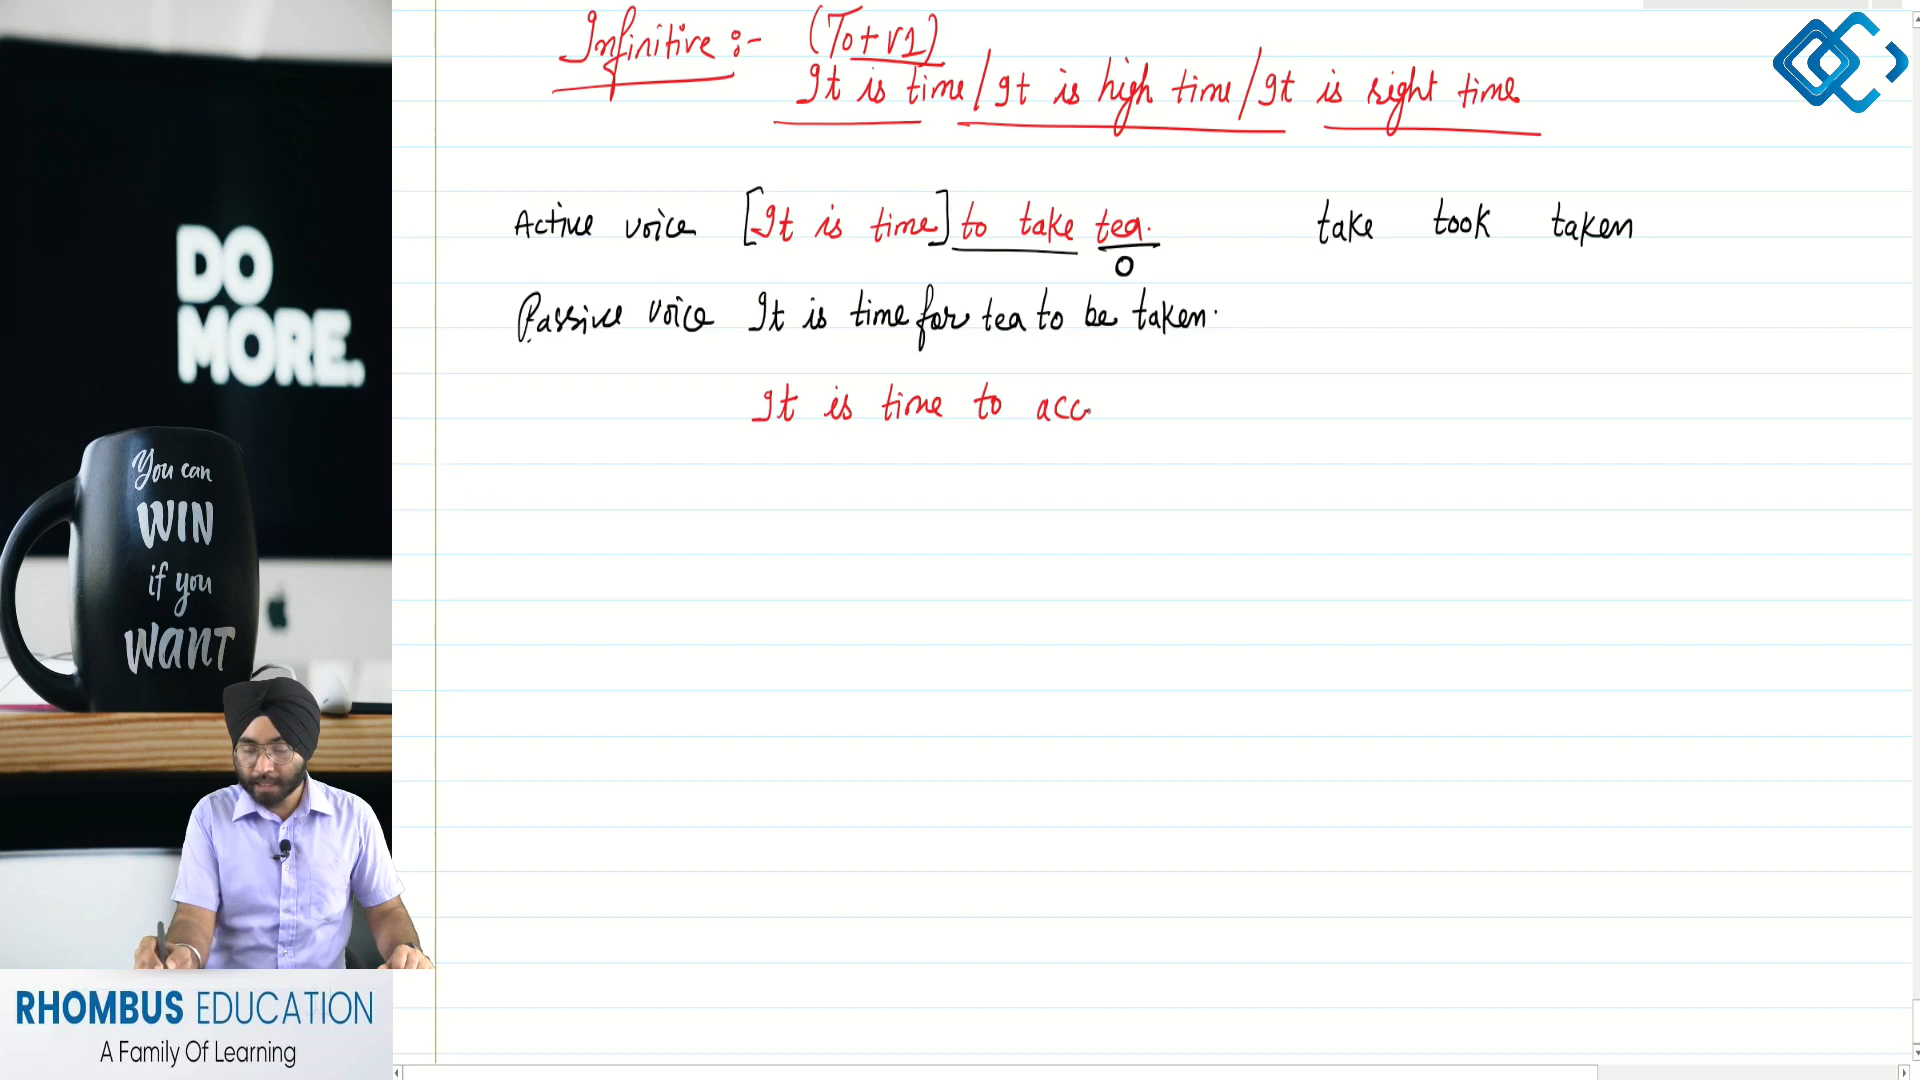 Infinitive :- (To+v1)
It is time / It is high time / It is right time
Active voice [It is time] to take tea. take took taken
O
Passive voice It is time for tea to be taken.
It is time to acc
DO
MORE.
You can
WIN
if you
WANT
RHOMBUS EDUCATION
A Family Of Learning